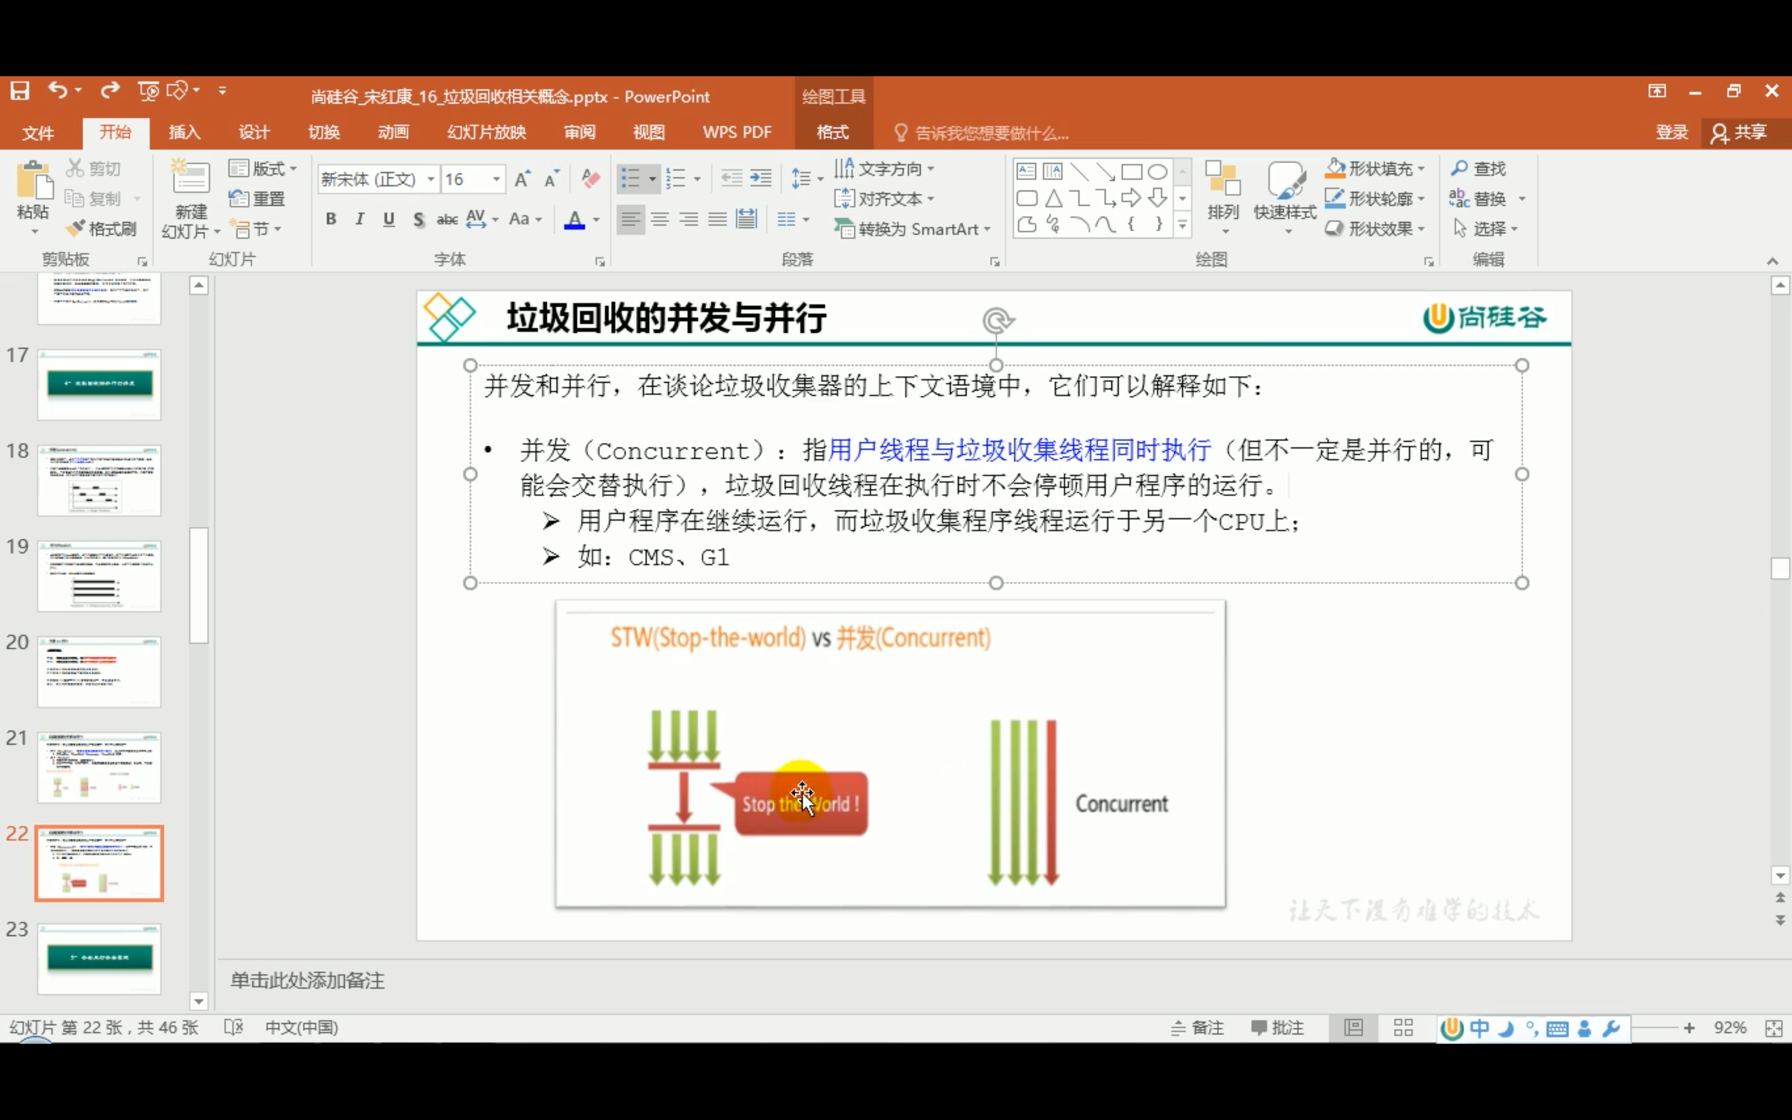 尚硅谷_宋红康_16_垃圾回收相关概念.pptx - PowerPoint
绘图工具
文件 开始 插入 设计 切换 动画 幻灯片放映 审阅 视图 WPS PDF 格式 告诉我您想要做什么... 登录 共享
粘贴 剪切 复制 格式刷 剪贴板
新建幻灯片 版式 重置 节 幻灯片
新宋体 (正文) 16
B I U S abc AV Aa A
字体
文字方向
对齐文本
转换为 SmartArt
段落
排列 快速样式 形状填充 形状轮廓 形状效果
绘图
查找
替换
选择
编辑
17
18
19
20
21
22
23
垃圾回收的并发与并行
尚硅谷
并发和并行，在谈论垃圾收集器的上下文语境中，它们可以解释如下：
• 并发（Concurrent）：指用户线程与垃圾收集线程同时执行（但不一定是并行的，可
能会交替执行），垃圾回收线程在执行时不会停顿用户程序的运行。
➢ 用户程序在继续运行，而垃圾收集程序线程运行于另一个CPU上；
➢ 如：CMS、G1
STW(Stop-the-world) vs 并发(Concurrent)
Stop the World !
Concurrent
让天下没有难学的技术
单击此处添加备注
幻灯片 第 22 张，共 46 张 中文(中国) 备注 批注 中 92%